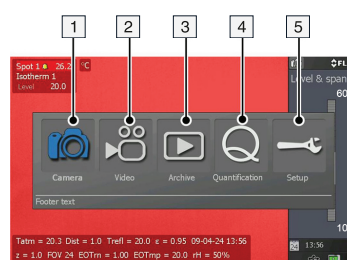 1 2 3 4 5
Spot 1 26.2 °C
Isotherm 1
Level 20.0
Level & span
60
Camera Video Archive Quantification Setup
Footer text
Tatm = 20.3 Dist = 1.0 Trefl = 20.0 ε = 0.95 09-04-24 13:56
z = 1.0 FOV 24 EOTrn = 1.00 EOTmp = 20.0 rH = 50%
24 13:56
10